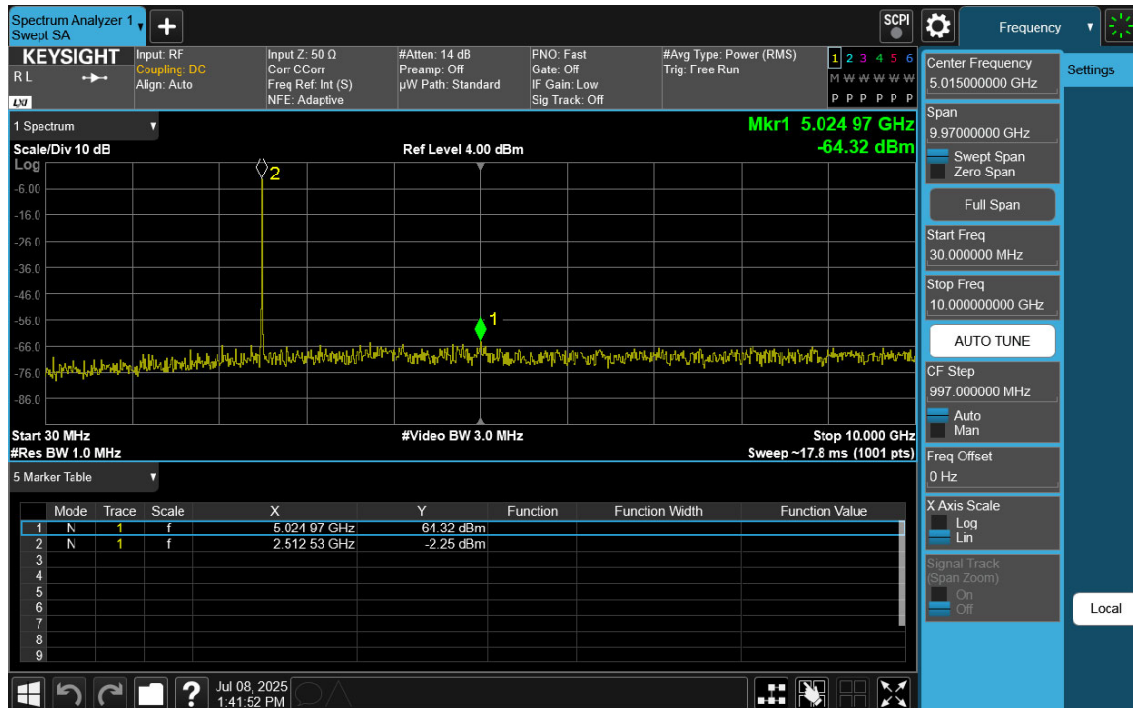 Spectrum Analyzer 1
Swept SA
SCPI
Frequency
KEYSIGHT
R L
LXI
Input: RF
Coupling: DC
Align: Auto
Input Z: 50 Ω
Corr CCorr
Freq Ref: Int (S)
NFE: Adaptive
#Atten: 14 dB
Preamp: Off
µW Path: Standard
PNO: Fast
Gate: Off
IF Gain: Low
Sig Track: Off
#Avg Type: Power (RMS)
Trig: Free Run
1 2 3 4 5 6
M W W W W W
P P P P P P
Center Frequency
5.015000000 GHz
Settings
Span
9.97000000 GHz
Swept Span
Zero Span
Full Span
Start Freq
30.000000 MHz
Stop Freq
10.000000000 GHz
AUTO TUNE
CF Step
997.000000 MHz
Auto
Man
Freq Offset
0 Hz
X Axis Scale
Log
Lin
Signal Track
(Span Zoom)
On
Off
Local
1 Spectrum
Mkr1 5.024 97 GHz
-64.32 dBm
Scale/Div 10 dB
Ref Level 4.00 dBm
Log
2
-6.00
-16.0
-26.0
-36.0
-46.0
-56.0
1
-66.0
-76.0
-86.0
Start 30 MHz
#Video BW 3.0 MHz
Stop 10.000 GHz
#Res BW 1.0 MHz
Sweep ~17.8 ms (1001 pts)
5 Marker Table
Mode Trace Scale X Y Function Function Width Function Value
1 N 1 f 5.024 97 GHz 64.32 dBm
2 N 1 f 2.512 53 GHz -2.25 dBm
3
4
5
6
7
8
9
?
Jul 08, 2025
1:41:52 PM